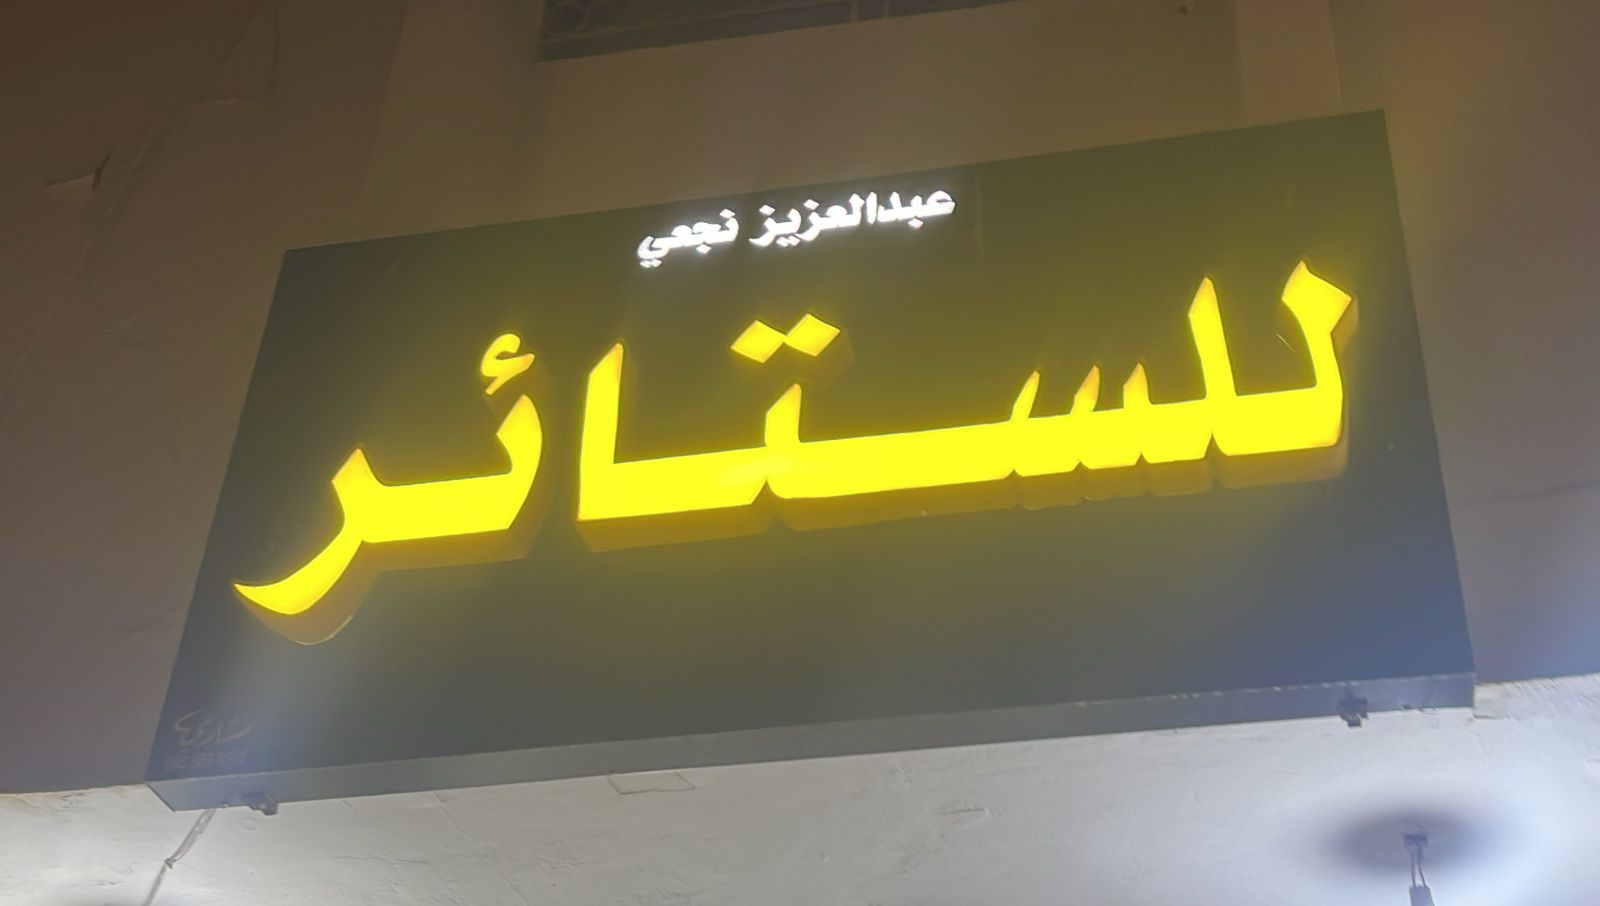 عبدالعزيز نجعي
للستائر